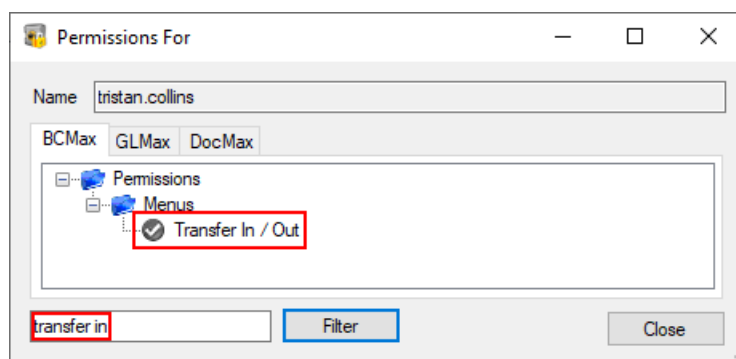 Permissions For
Name tristan.collins
BCMax GLMax DocMax
Permissions
Menus
Transfer In / Out
transfer in Filter Close